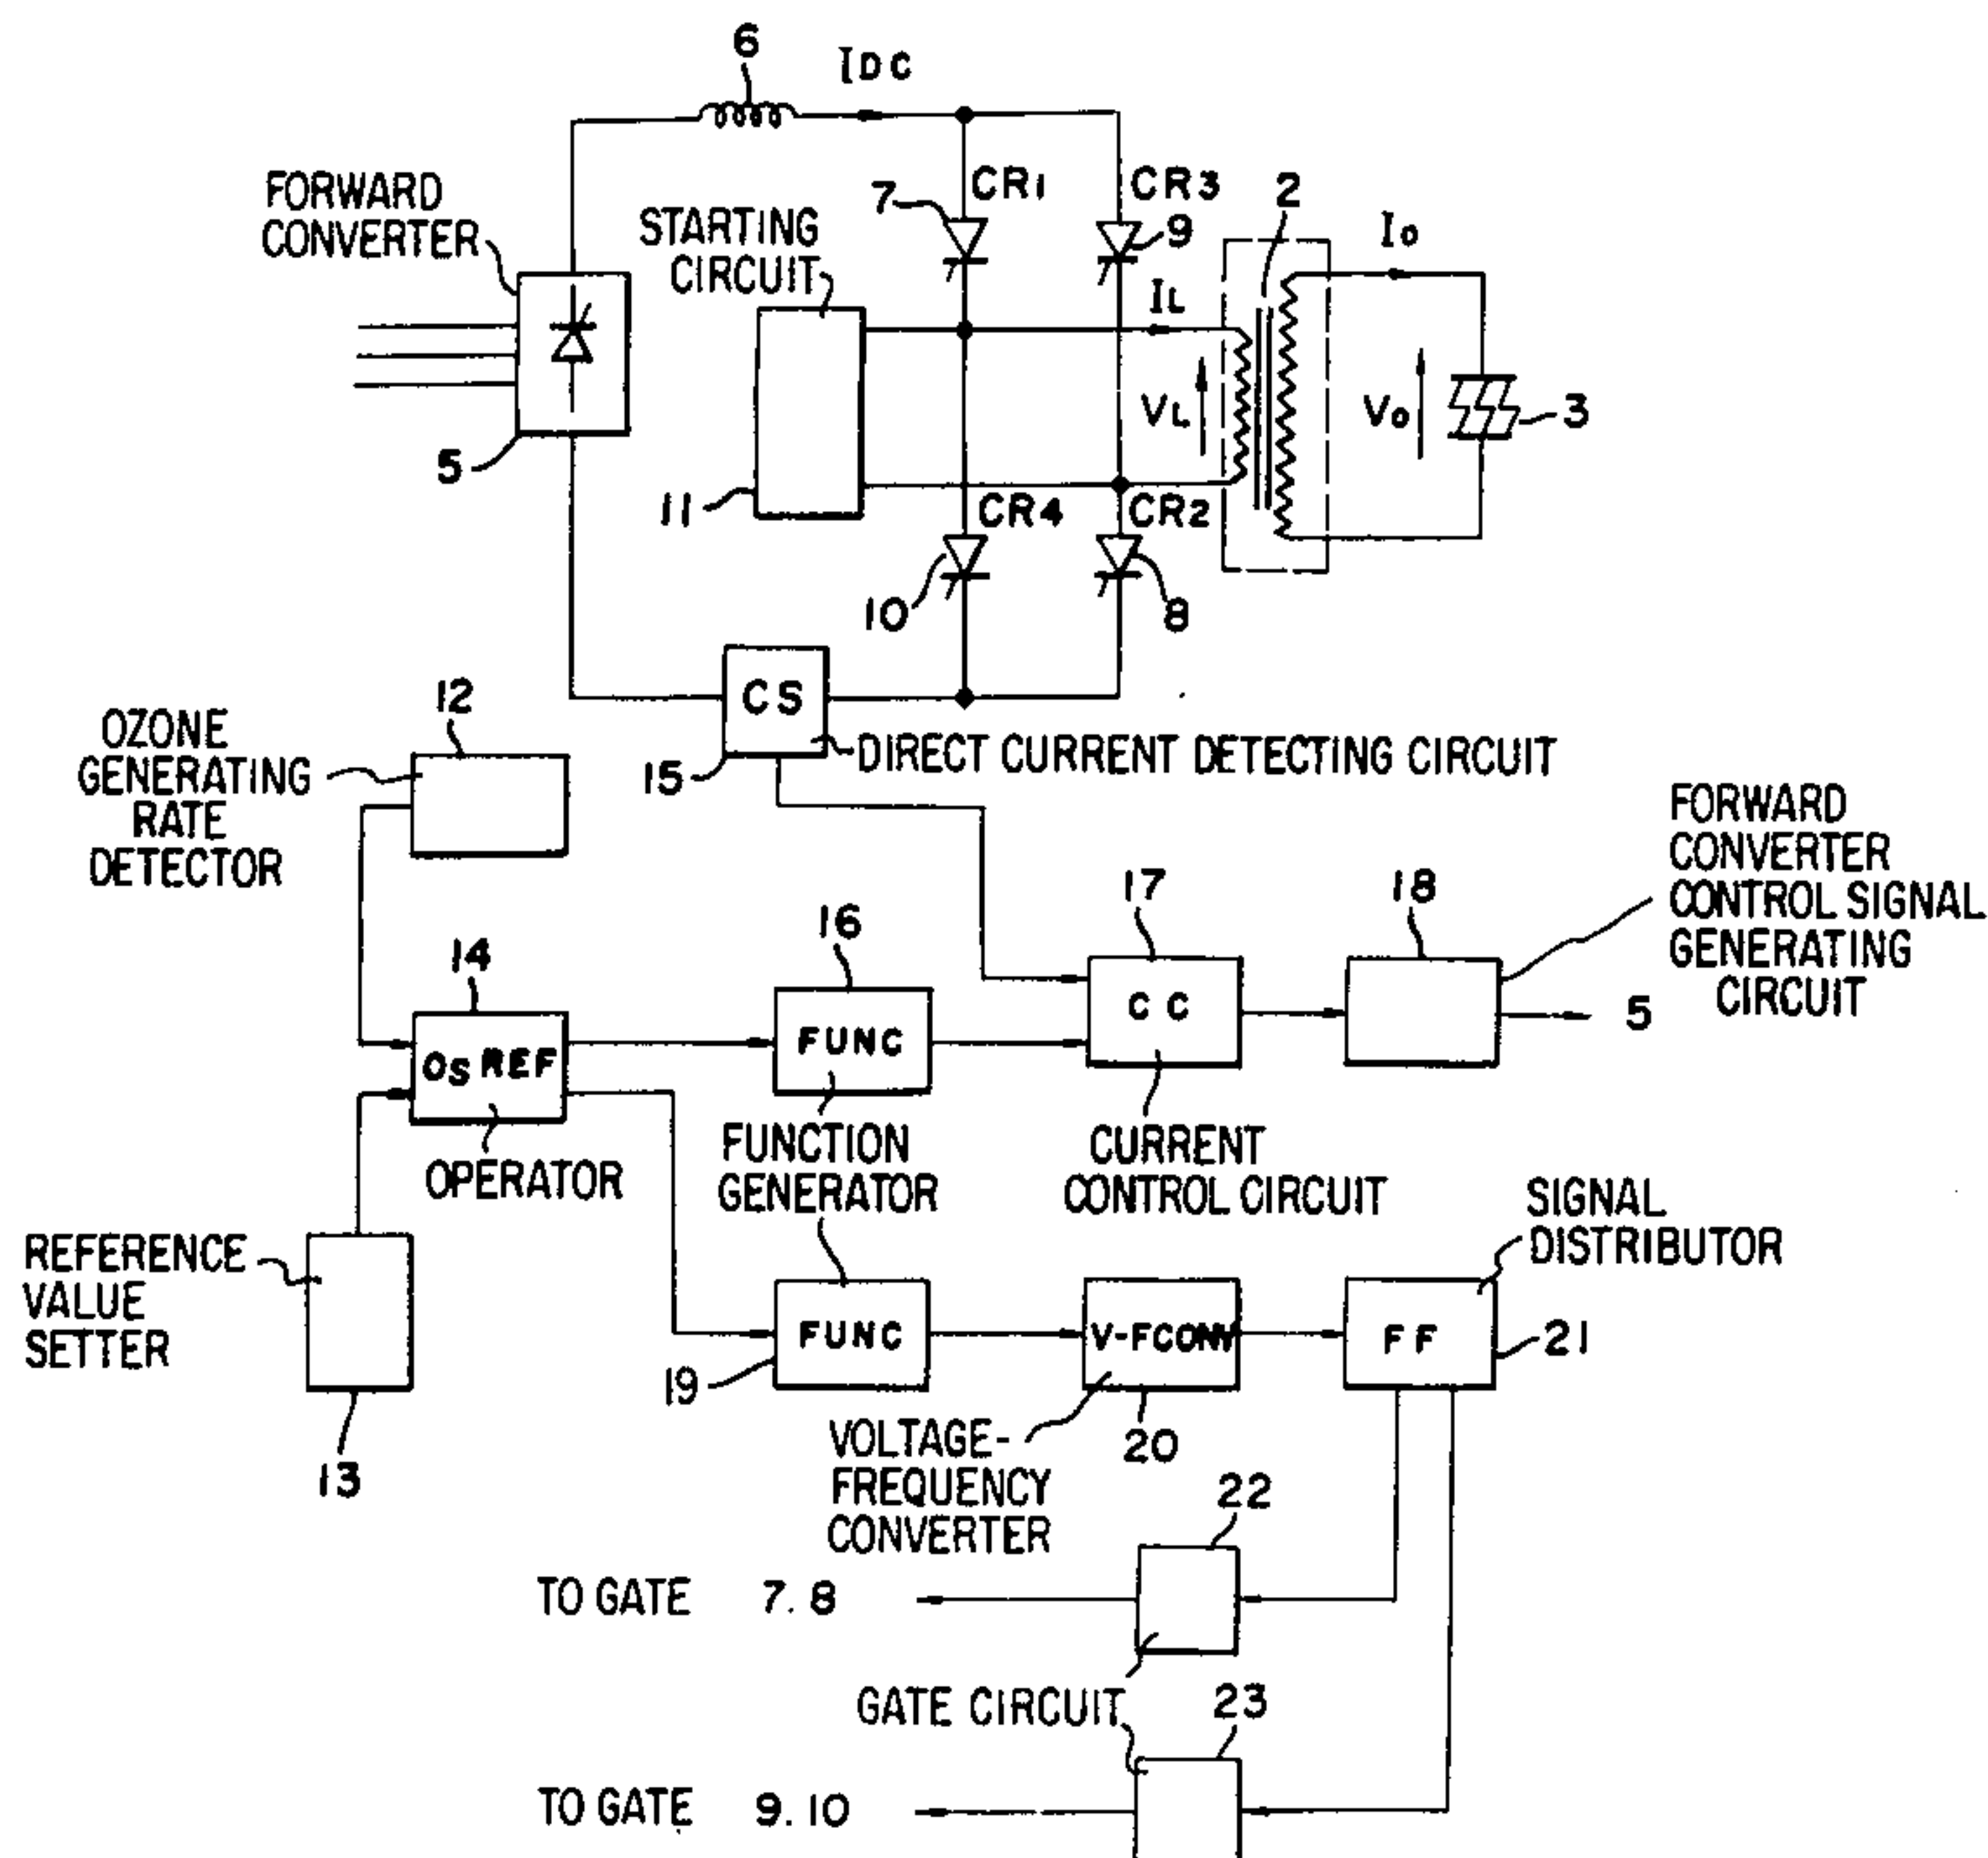 6
IDC
FORWARD
CONVERTER
STARTING
CIRCUIT
7
CR1
CR3
9
2
IO
IL
VL
VO
3
5
11
CR4
CR2
10
8
CS
15
DIRECT CURRENT DETECTING CIRCUIT
12
OZONE
GENERATING
RATE
DETECTOR
FORWARD
CONVERTER
CONTROL SIGNAL
GENERATING
CIRCUIT
14
16
17
18
OS REF
FUNC
CC
5
OPERATOR
FUNCTION
GENERATOR
CURRENT
CONTROL CIRCUIT
SIGNAL
DISTRIBUTOR
REFERENCE
VALUE
SETTER
13
FUNC
19
V-FCONV
20
FF
21
VOLTAGE-
FREQUENCY
CONVERTER
22
TO GATE 7. 8
GATE CIRCUIT
23
TO GATE 9. 10